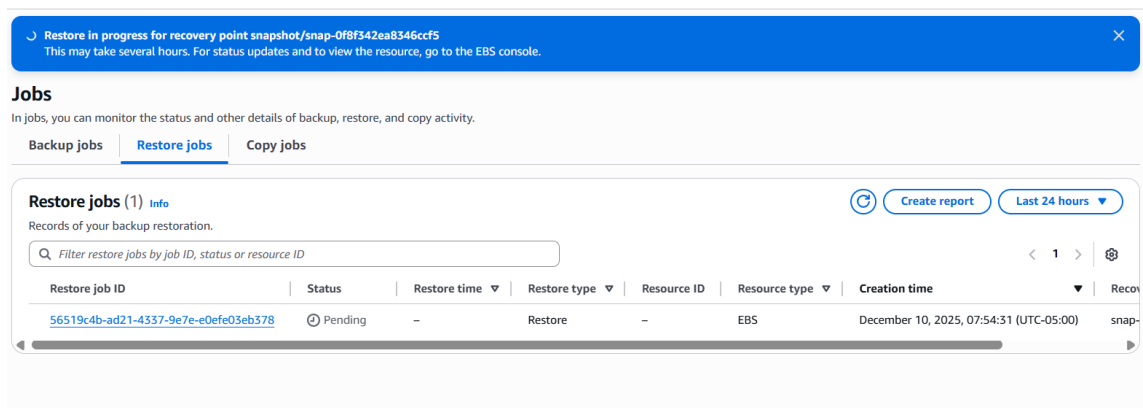 Restore in progress for recovery point snapshot/snap-0f8f342ea8346ccf5
This may take several hours. For status updates and to view the resource, go to the EBS console.
Jobs
In jobs, you can monitor the status and other details of backup, restore, and copy activity.
Backup jobs Restore jobs Copy jobs
Restore jobs (1) Info Create report Last 24 hours
Records of your backup restoration.
Filter restore jobs by job ID, status or resource ID 1
Restore job ID Status Restore time Restore type Resource ID Resource type Creation time Recov
56519c4b-ad21-4337-9e7e-e0efe03eb378 Pending – Restore – EBS December 10, 2025, 07:54:31 (UTC-05:00) snap-